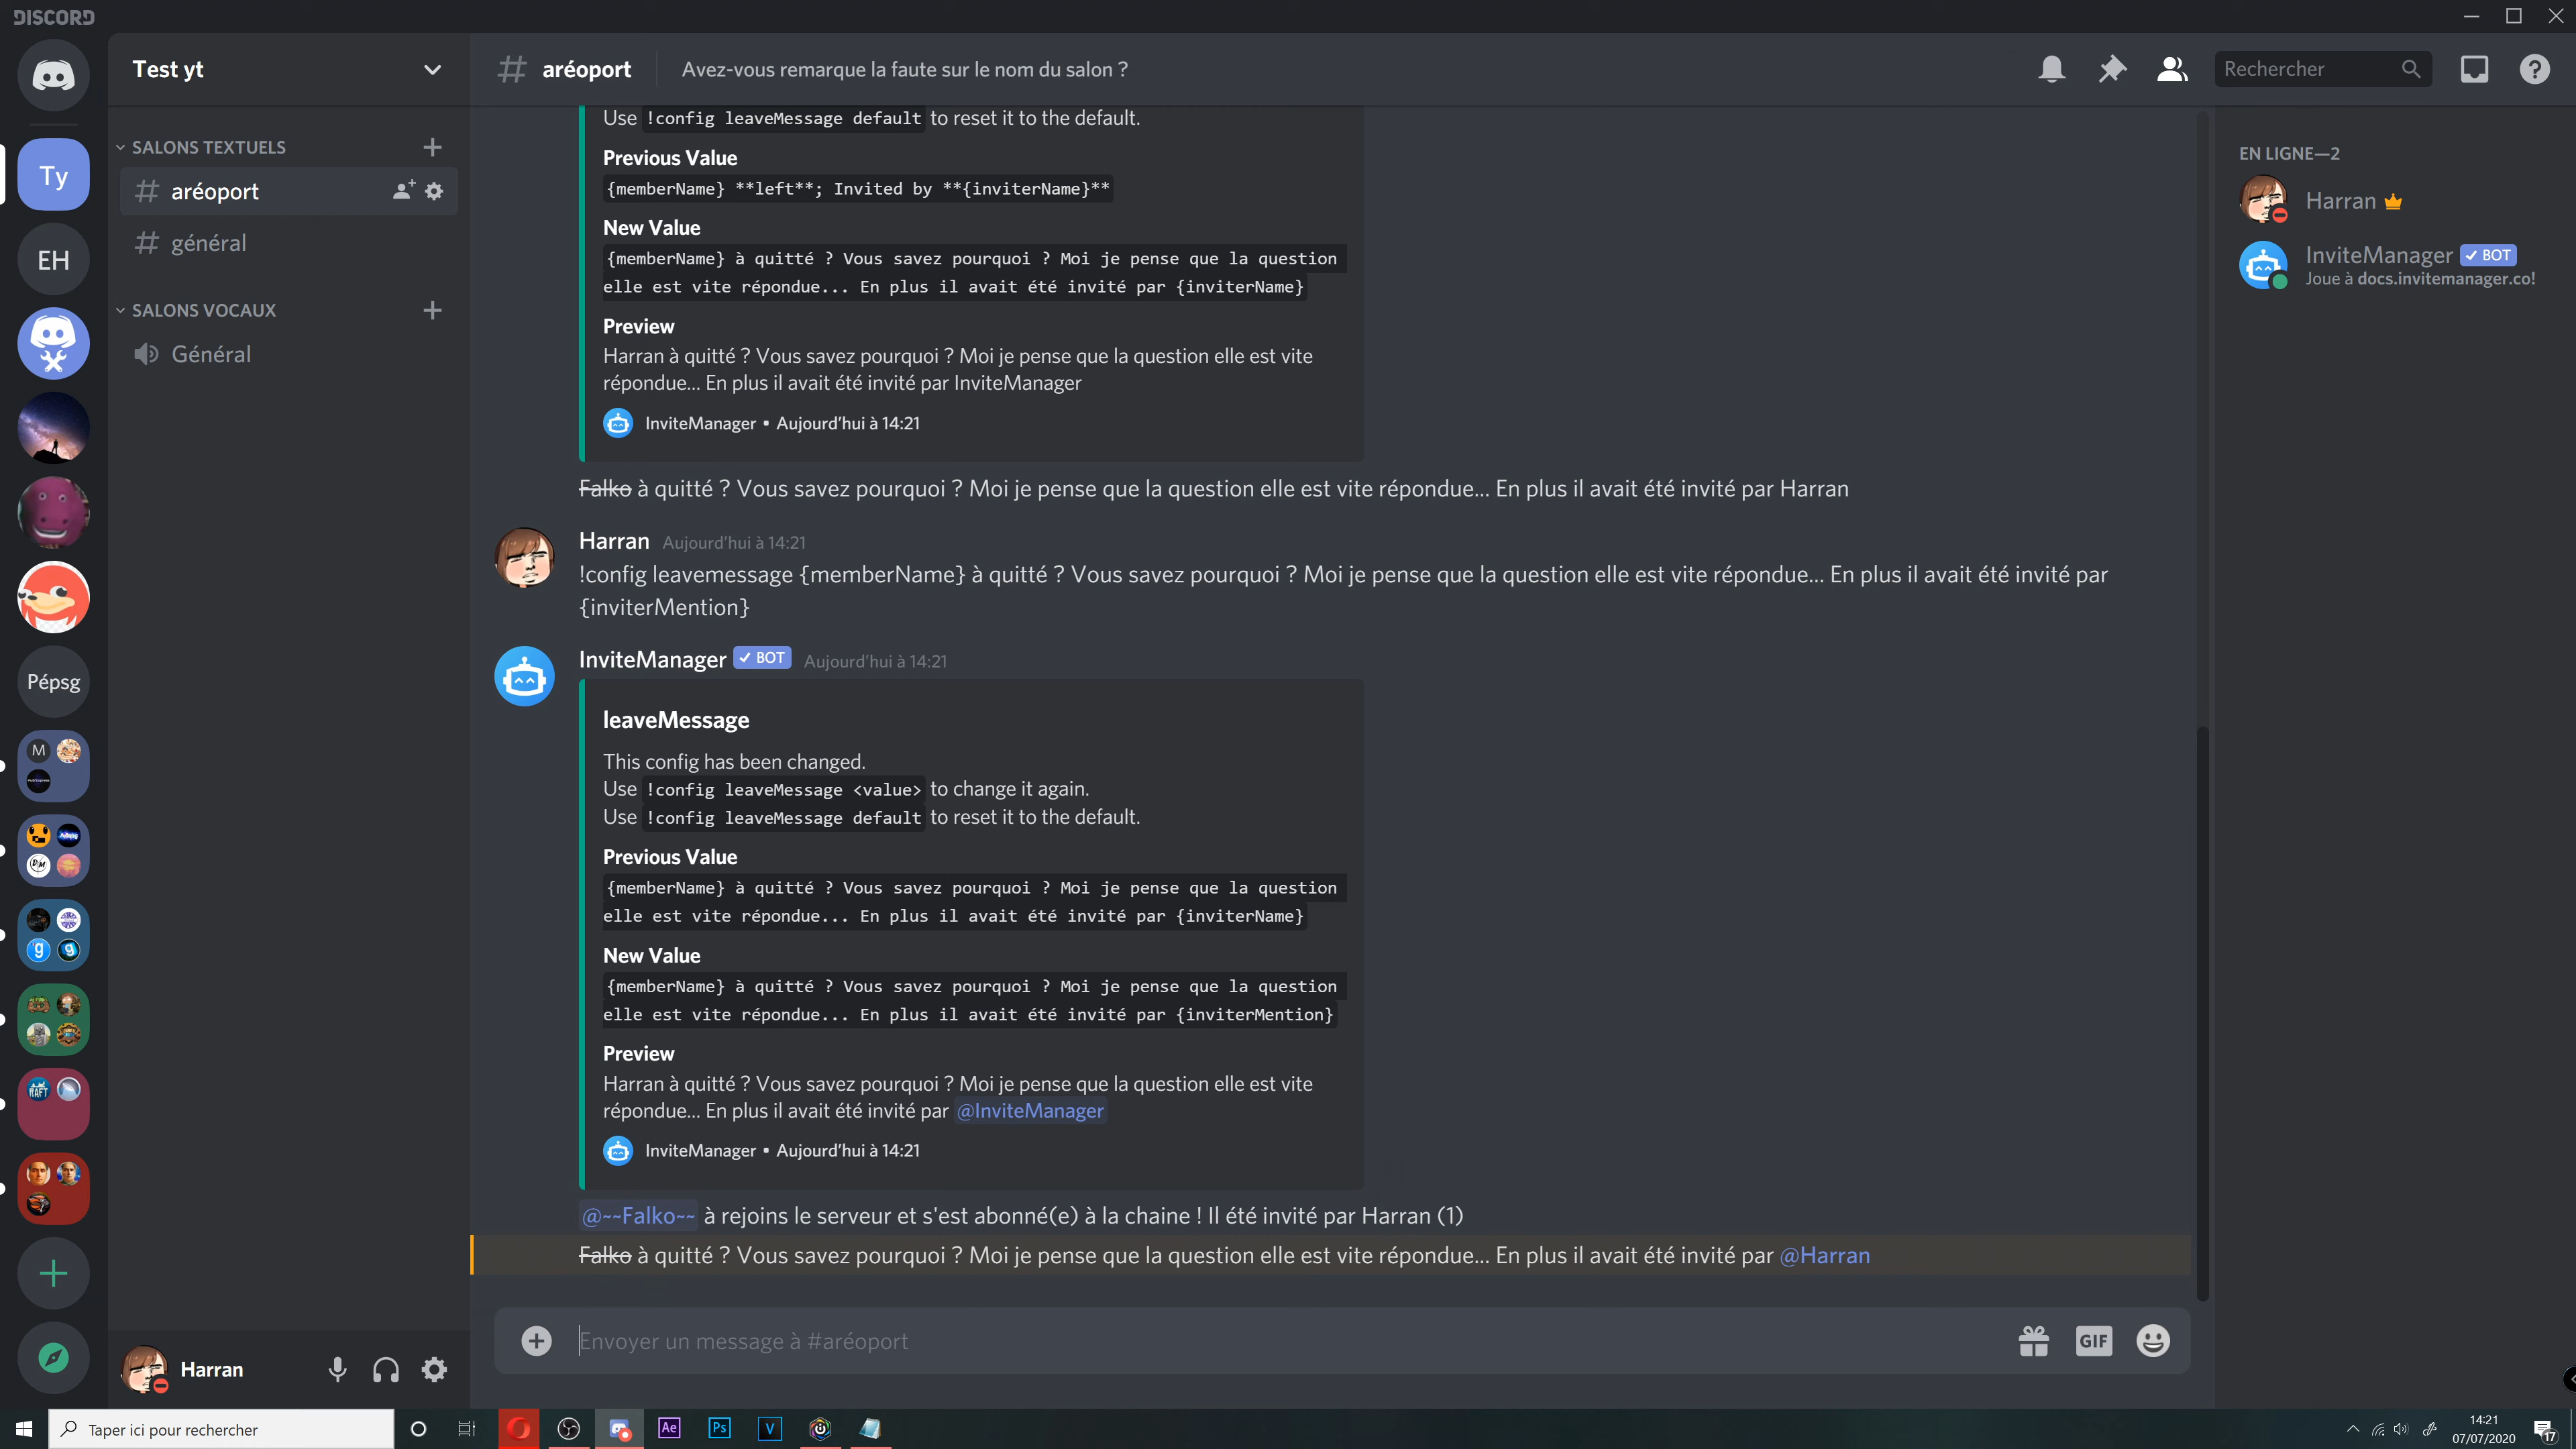 DISCORD
Test yt
aréoport
Avez-vous remarque la faute sur le nom du salon ?
Rechercher
Ty
EH
Pépsg
M
SALONS TEXTUELS
aréoport
général
SALONS VOCAUX
Général
Use !config leaveMessage default to reset it to the default.
Previous Value
{memberName} **left**; Invited by **{inviterName}**
New Value
{memberName} à quitté ? Vous savez pourquoi ? Moi je pense que la question
elle est vite répondue... En plus il avait été invité par {inviterName}
Preview
Harran à quitté ? Vous savez pourquoi ? Moi je pense que la question elle est vite
répondue... En plus il avait été invité par InviteManager
InviteManager • Aujourd'hui à 14:21
Falko à quitté ? Vous savez pourquoi ? Moi je pense que la question elle est vite répondue... En plus il avait été invité par Harran
Harran Aujourd'hui à 14:21
!config leavemessage {memberName} à quitté ? Vous savez pourquoi ? Moi je pense que la question elle est vite répondue... En plus il avait été invité par
{inviterMention}
InviteManager BOT Aujourd'hui à 14:21
leaveMessage
This config has been changed.
Use !config leaveMessage <value> to change it again.
Use !config leaveMessage default to reset it to the default.
Previous Value
{memberName} à quitté ? Vous savez pourquoi ? Moi je pense que la question
elle est vite répondue... En plus il avait été invité par {inviterName}
New Value
{memberName} à quitté ? Vous savez pourquoi ? Moi je pense que la question
elle est vite répondue... En plus il avait été invité par {inviterMention}
Preview
Harran à quitté ? Vous savez pourquoi ? Moi je pense que la question elle est vite
répondue... En plus il avait été invité par @InviteManager
InviteManager • Aujourd'hui à 14:21
@~~Falko~~ à rejoins le serveur et s'est abonné(e) à la chaine ! Il été invité par Harran (1)
Falko à quitté ? Vous savez pourquoi ? Moi je pense que la question elle est vite répondue... En plus il avait été invité par @Harran
Envoyer un message à #aréoport
GIF
EN LIGNE—2
Harran
InviteManager BOT
Joue à docs.invitemanager.co!
Harran
Taper ici pour rechercher
Ae
Ps
V
14:21
07/07/2020
17